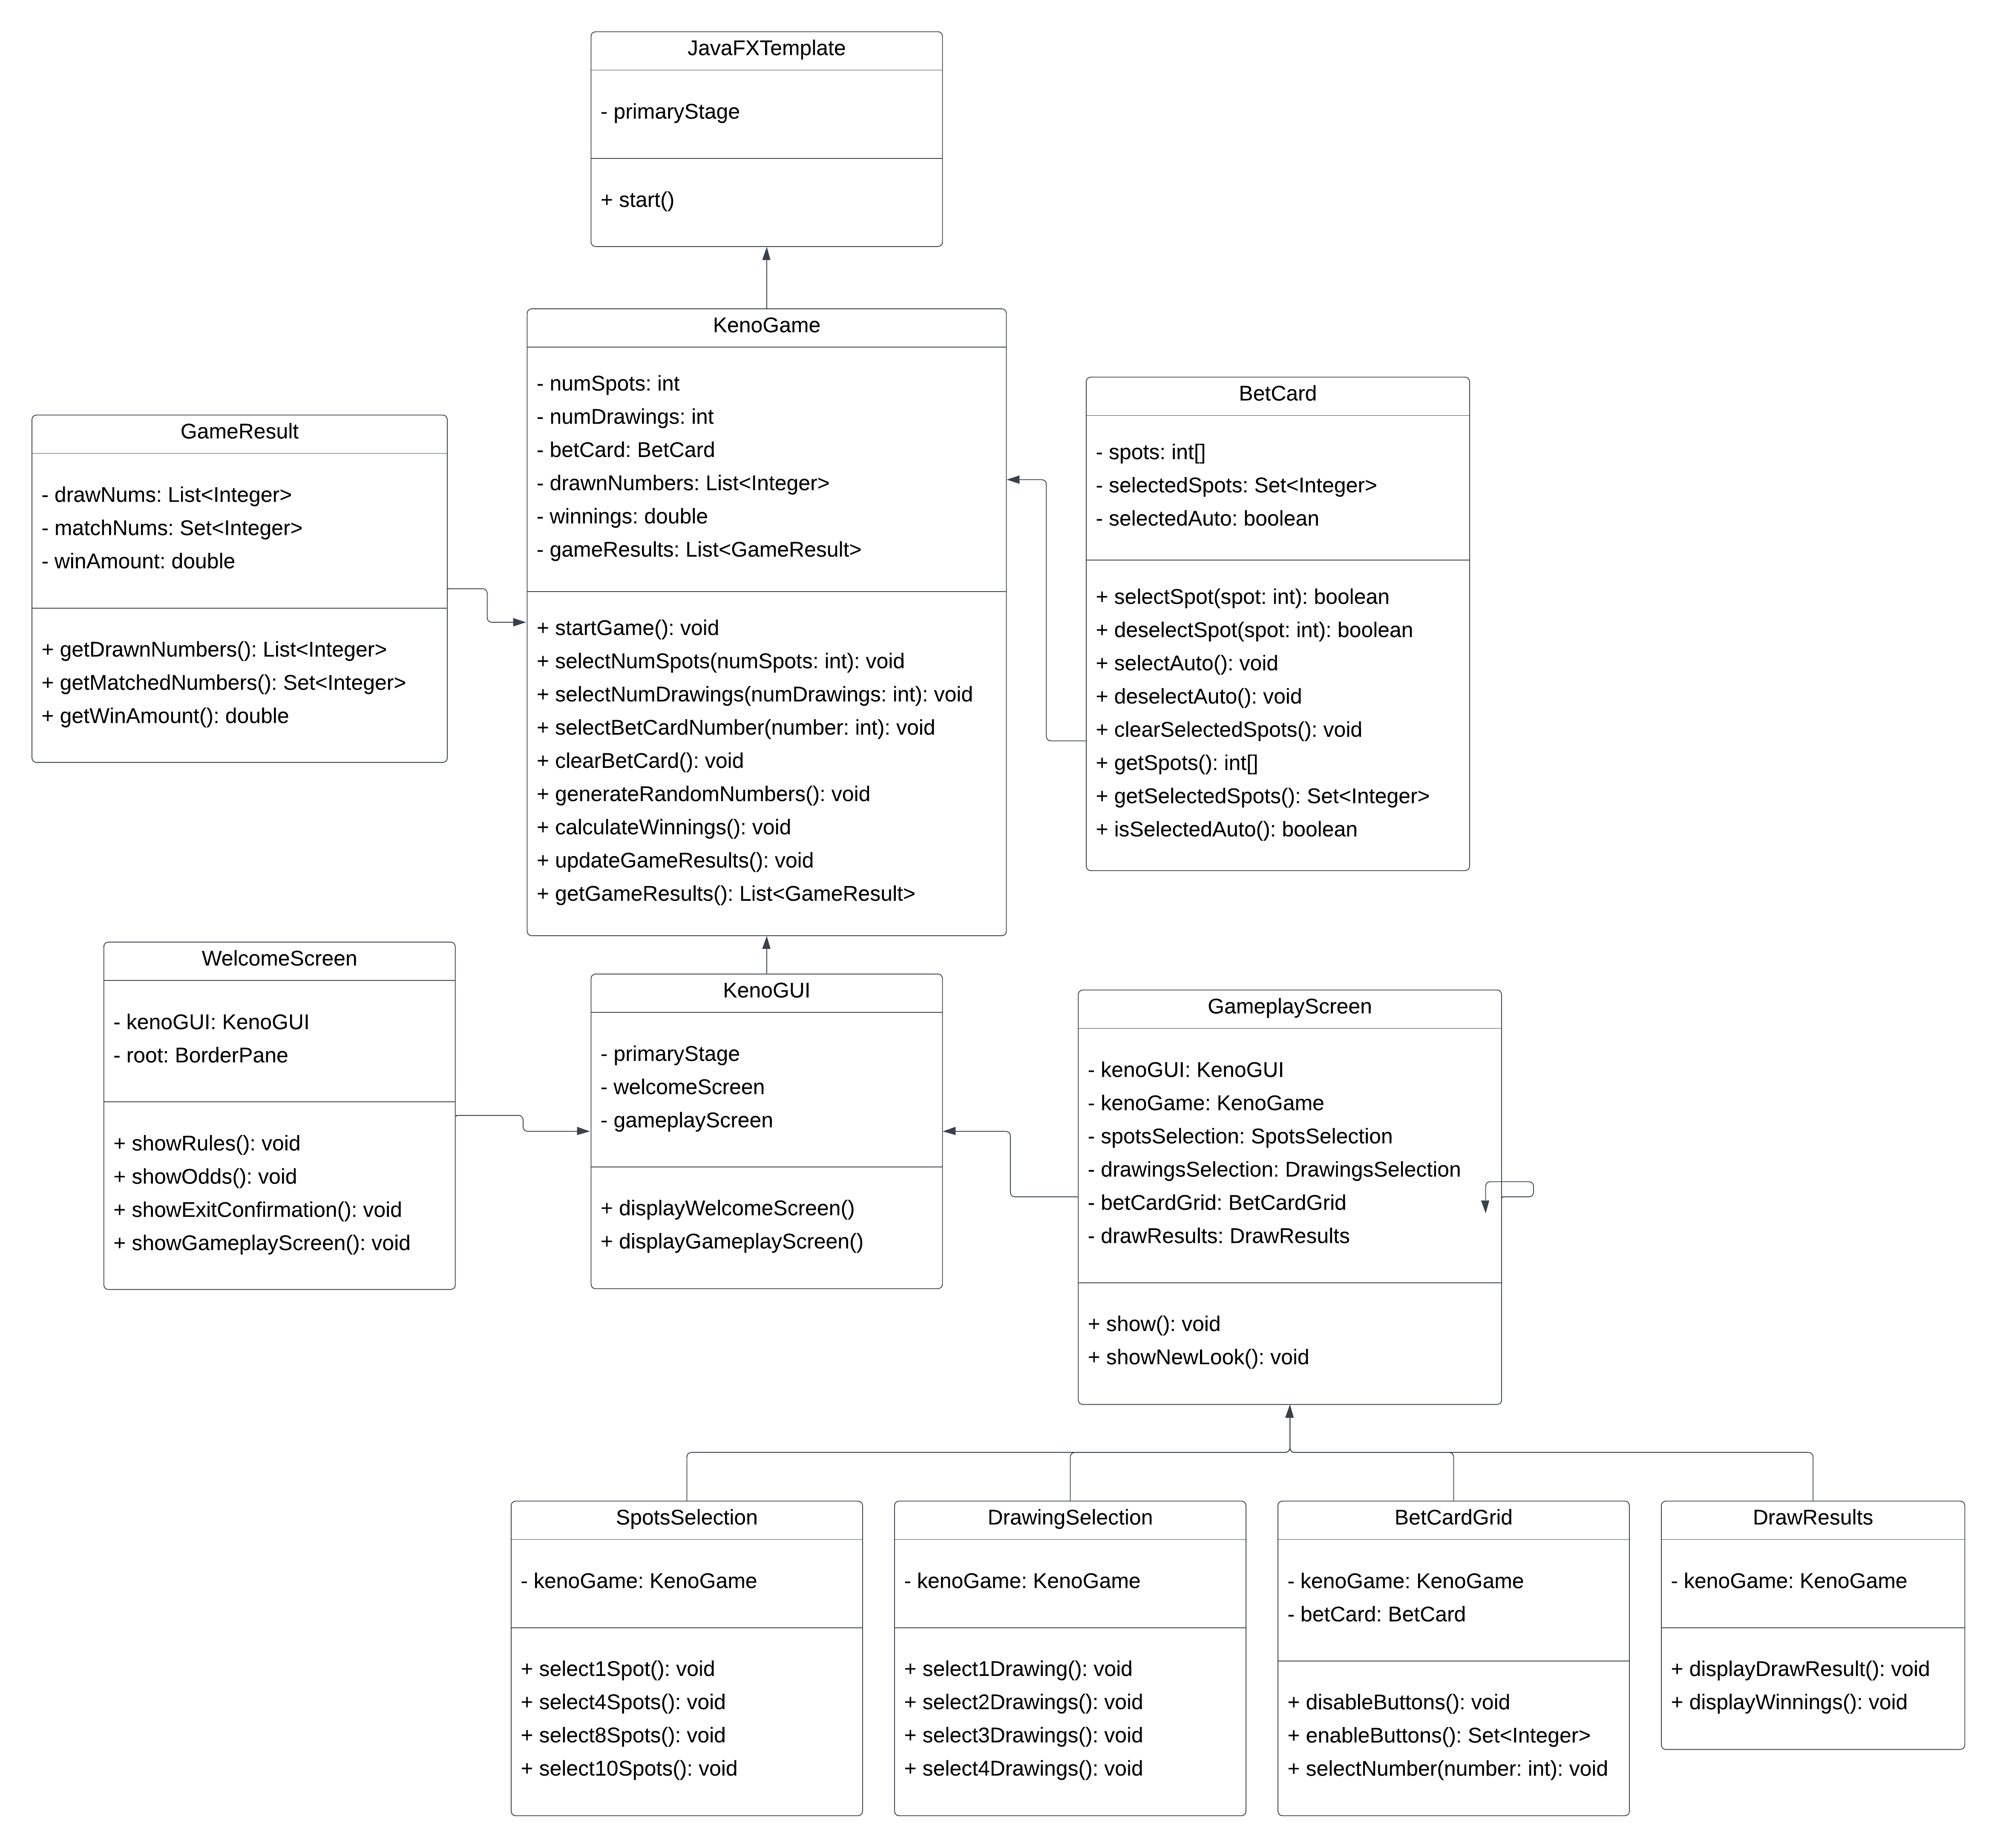 JavaFXTemplate
- primaryStage
+ start()
KenoGame
- numSpots: int
- numDrawings: int
- betCard: BetCard
- drawnNumbers: List<Integer>
- winnings: double
- gameResults: List<GameResult>
+ startGame(): void
+ selectNumSpots(numSpots: int): void
+ selectNumDrawings(numDrawings: int): void
+ selectBetCardNumber(number: int): void
+ clearBetCard(): void
+ generateRandomNumbers(): void
+ calculateWinnings(): void
+ updateGameResults(): void
+ getGameResults(): List<GameResult>
BetCard
- spots: int[]
- selectedSpots: Set<Integer>
- selectedAuto: boolean
+ selectSpot(spot: int): boolean
+ deselectSpot(spot: int): boolean
+ selectAuto(): void
+ deselectAuto(): void
+ clearSelectedSpots(): void
+ getSpots(): int[]
+ getSelectedSpots(): Set<Integer>
+ isSelectedAuto(): boolean
GameResult
- drawNums: List<Integer>
- matchNums: Set<Integer>
- winAmount: double
+ getDrawnNumbers(): List<Integer>
+ getMatchedNumbers(): Set<Integer>
+ getWinAmount(): double
WelcomeScreen
- kenoGUI: KenoGUI
- root: BorderPane
+ showRules(): void
+ showOdds(): void
+ showExitConfirmation(): void
+ showGameplayScreen(): void
KenoGUI
- primaryStage
- welcomeScreen
- gameplayScreen
+ displayWelcomeScreen()
+ displayGameplayScreen()
GameplayScreen
- kenoGUI: KenoGUI
- kenoGame: KenoGame
- spotsSelection: SpotsSelection
- drawingsSelection: DrawingsSelection
- betCardGrid: BetCardGrid
- drawResults: DrawResults
+ show(): void
+ showNewLook(): void
SpotsSelection
- kenoGame: KenoGame
+ select1Spot(): void
+ select4Spots(): void
+ select8Spots(): void
+ select10Spots(): void
DrawingSelection
- kenoGame: KenoGame
+ select1Drawing(): void
+ select2Drawings(): void
+ select3Drawings(): void
+ select4Drawings(): void
BetCardGrid
- kenoGame: KenoGame
- betCard: BetCard
+ disableButtons(): void
+ enableButtons(): Set<Integer>
+ selectNumber(number: int): void
DrawResults
- kenoGame: KenoGame
+ displayDrawResult(): void
+ displayWinnings(): void